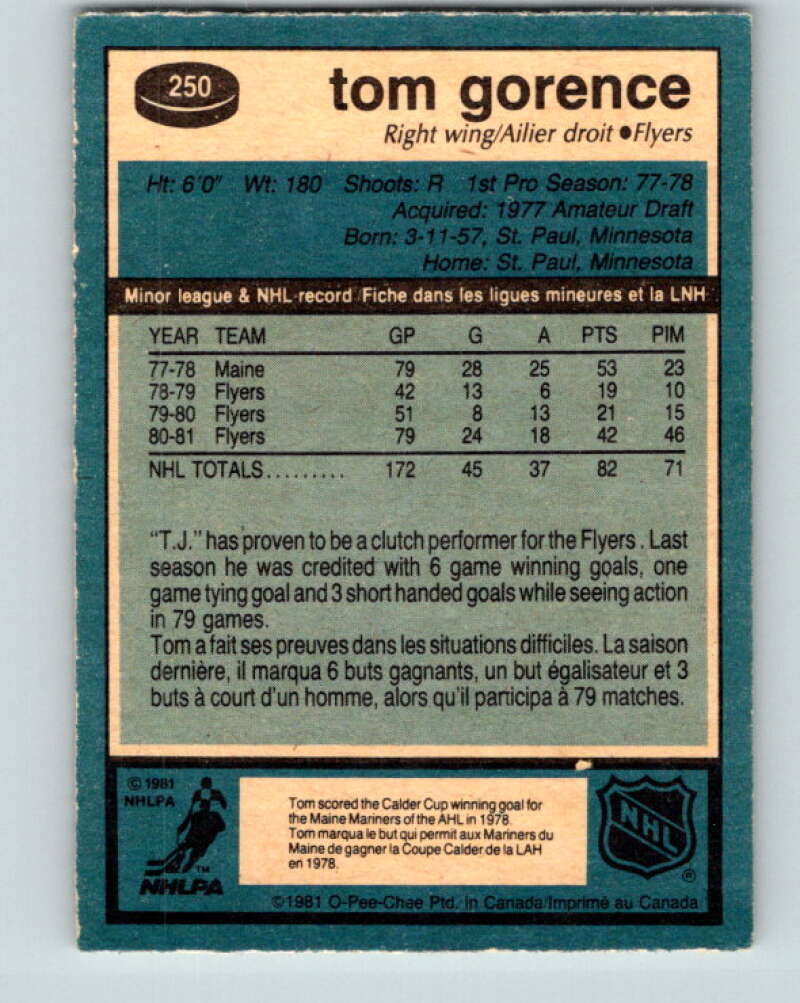 250
tom gorence
Right wing/Ailier droit ●Flyers
Ht: 6'0" Wt: 180 Shoots: R 1st Pro Season: 77-78
Acquired: 1977 Amateur Draft
Born: 3-11-57, St. Paul, Minnesota
Home: St. Paul, Minnesota
Minor league & NHL record/Fiche dans les ligues mineures et la LNH
YEAR TEAM GP G A PTS PIM
77-78 Maine 79 28 25 53 23
78-79 Flyers 42 13 6 19 10
79-80 Flyers 51 8 13 21 15
80-81 Flyers 79 24 18 42 46
NHL TOTALS......... 172 45 37 82 71
"T.J." has proven to be a clutch performer for the Flyers. Last
season he was credited with 6 game winning goals, one
game tying goal and 3 short handed goals while seeing action
in 79 games.
Tom a fait ses preuves dans les situations difficiles. La saison
dernière, il marqua 6 buts gagnants, un but égalisateur et 3
buts à court d'un homme, alors qu'il participa à 79 matches.
© 1981
NHLPA
TM
NHLPA
Tom scored the Calder Cup winning goal for
the Maine Mariners of the AHL in 1978.
Tom marqua le but qui permit aux Mariners du
Maine de gagner la Coupe Calder de la LAH
en 1978.
NHL
®
©1981 O-Pee-Chee Ptd. in Canada/Imprimé au Canada